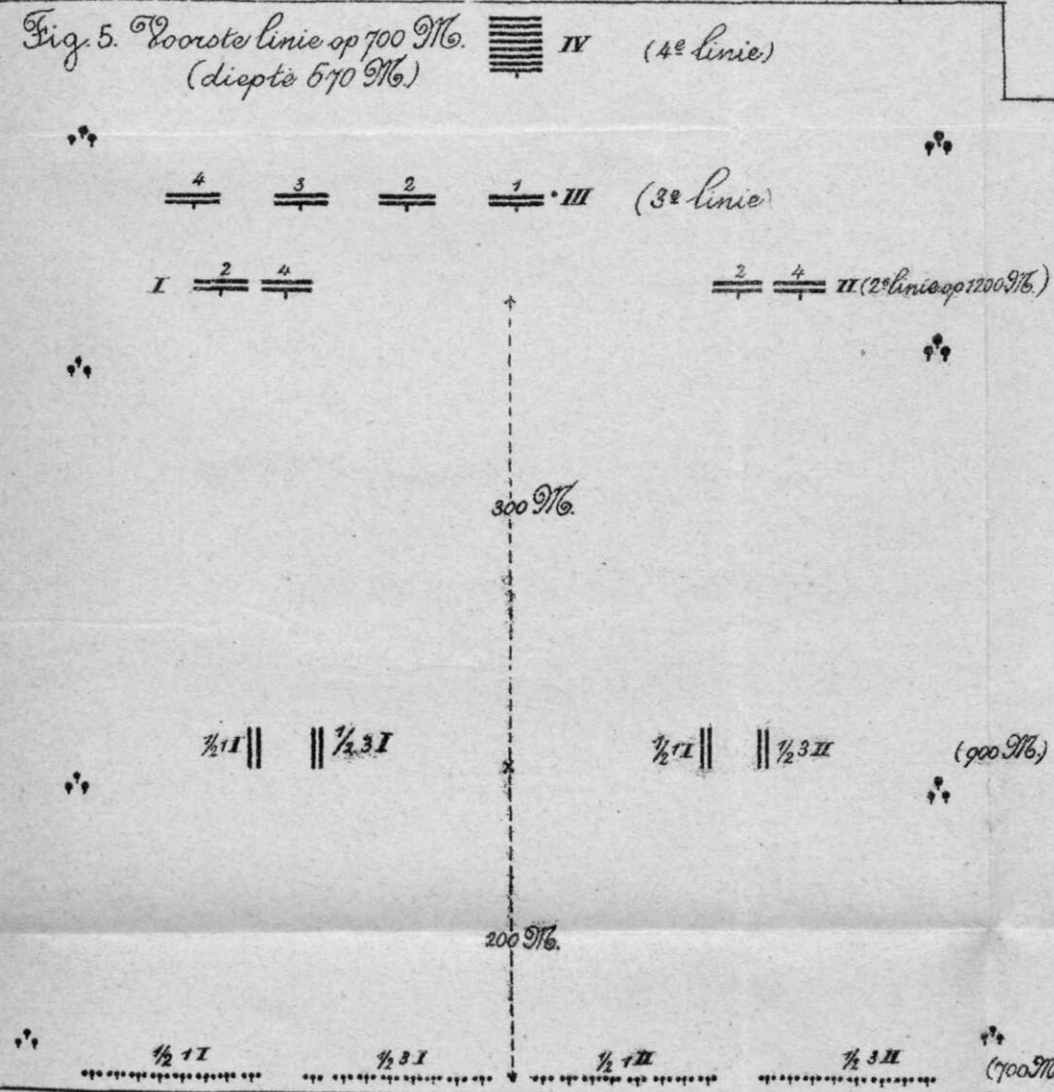 Fig. 5. Voorste linie op 700 M.
(diepte 570 M.)
IV (4e linie)
4 3 2 1 III (3e linie)
I 2 4 2 4 II (2e linie op 1200 M.)
300 M.
1/2 1 I 1/2 3 I 1/2 1 I 1/2 3 II (900 M.)
200 M.
1/2 1 I 1/2 3 I 1/2 1 II 1/2 3 II (700 M